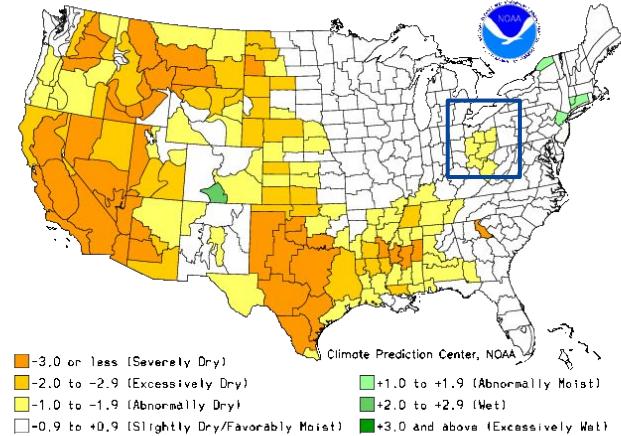 NOAA
Climate Prediction Center, NOAA
-3.0 or less (Severely Dry)
-2.0 to -2.9 (Excessively Dry)
-1.0 to -1.9 (Abnormally Dry)
-0.9 to +0.9 (Slightly Dry/Favorably Moist)
+1.0 to +1.9 (Abnormally Moist)
+2.0 to +2.9 (Wet)
+3.0 and above (Excessively Wet)